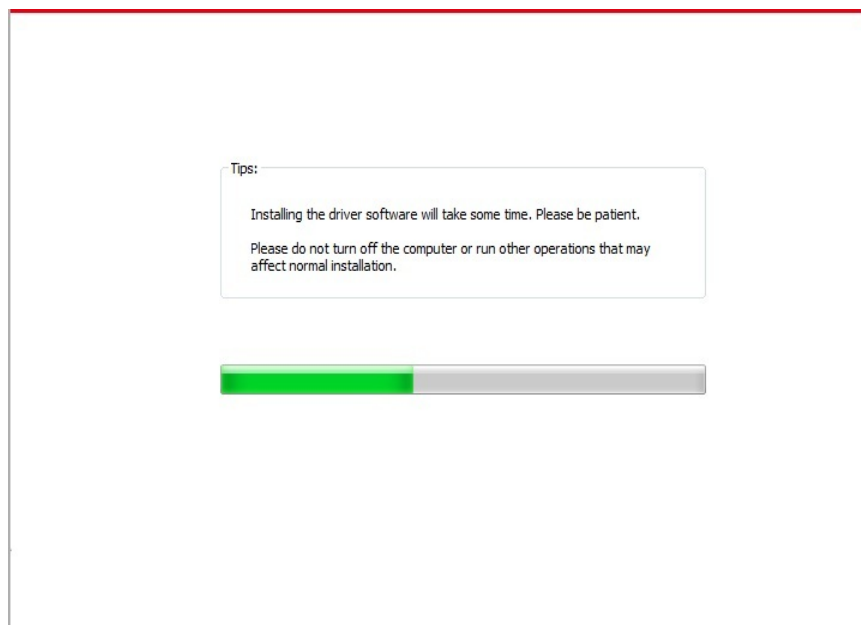 Tips:
Installing the driver software will take some time. Please be patient.
Please do not turn off the computer or run other operations that may
affect normal installation.